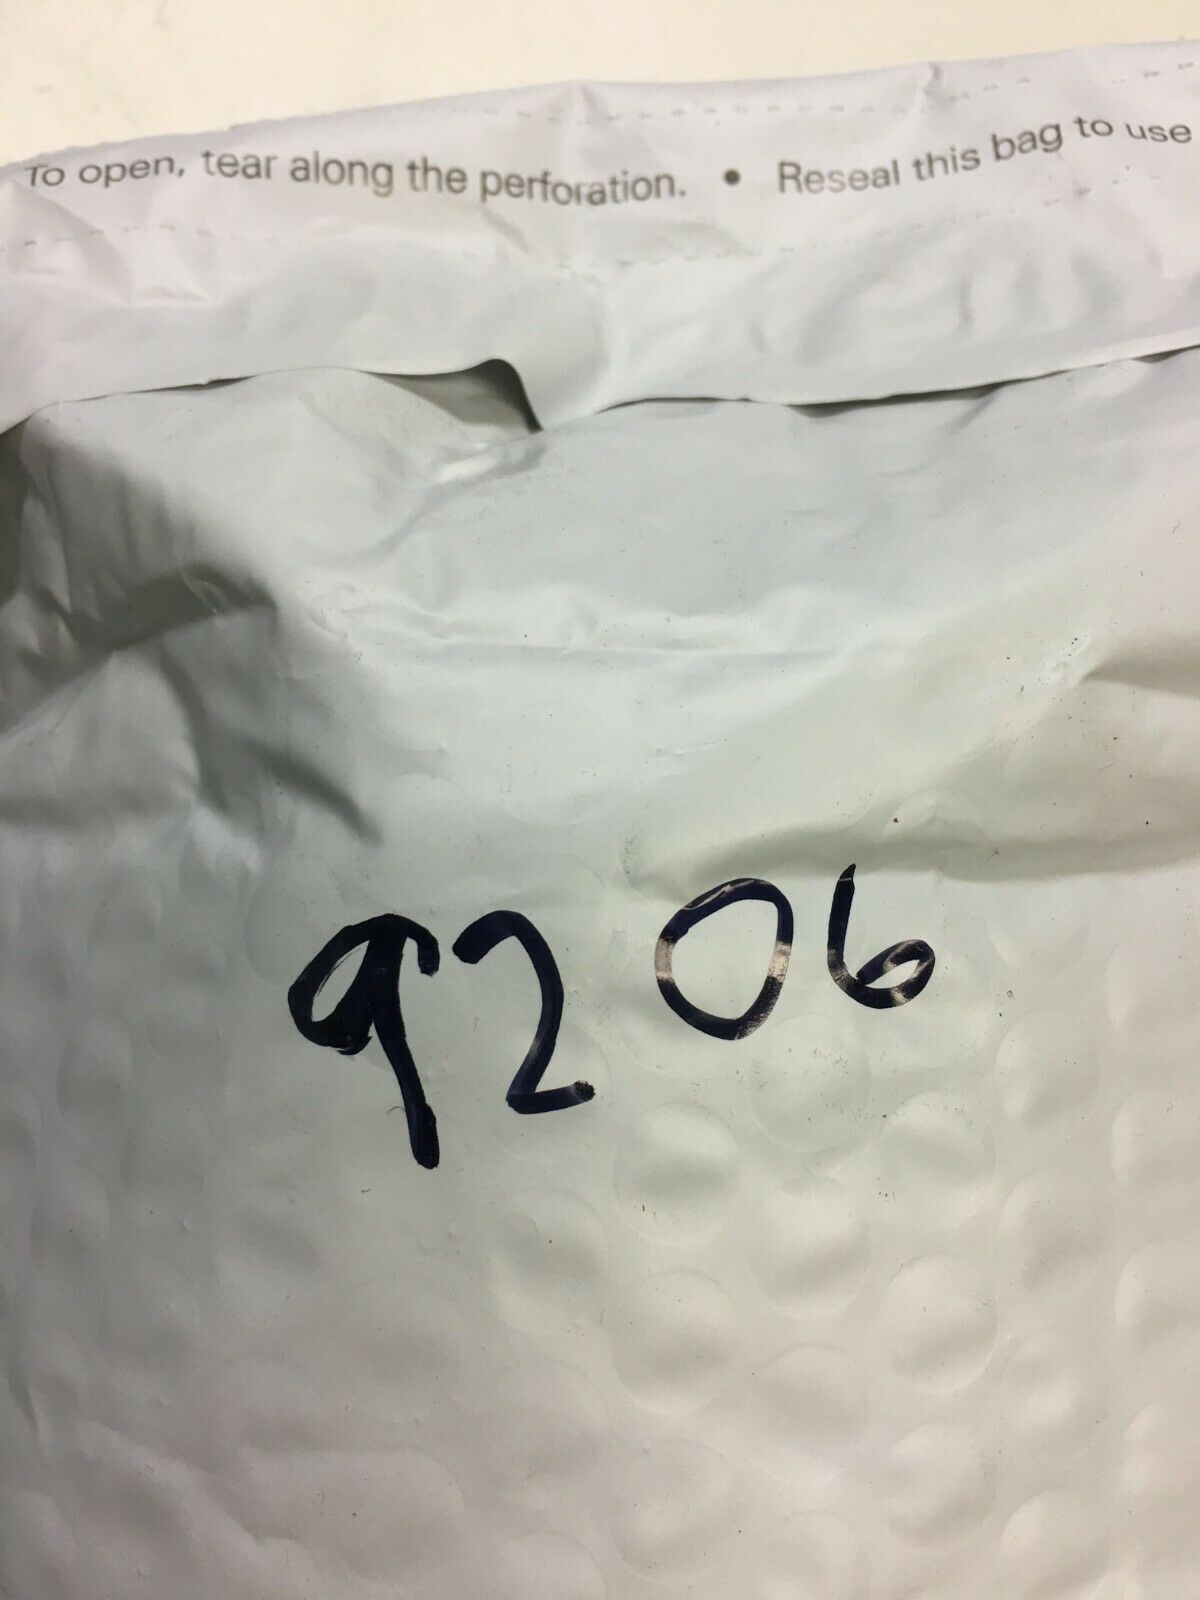 To open, tear along the perforation. • Reseal this bag to use
9206